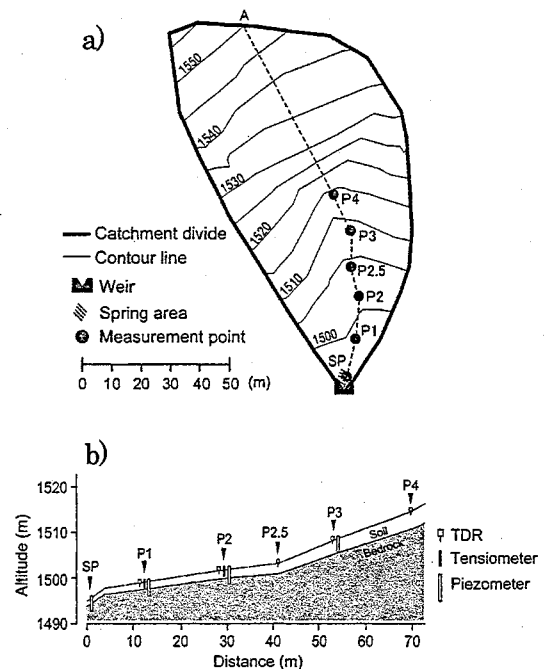 a)
A
1550
1540
1530
1520
1510
1500
P4
P3
P2.5
P2
P1
SP
Catchment divide
Contour line
Weir
Spring area
Measurement point
0 10 20 30 40 50 (m)
b)
Altitude (m)
1520
1510
1500
1490
SP
P1
P2
P2.5
P3
P4
Soil
Bedrock
TDR
Tensiometer
Piezometer
0 10 20 30 40 50 60 70
Distance (m)